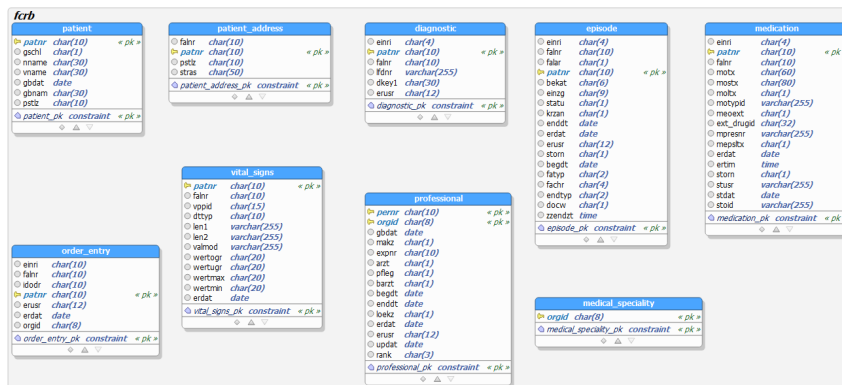 fcrb
patient
patnr char(10) « pk »
gschl char(1)
nname char(30)
vname char(30)
gbdat date
gbnam char(30)
pstlz char(10)
patient_pk constraint « pk »
patient_address
falnr char(10)
patnr char(10) « pk »
pstlz char(10)
stras char(50)
patient_address_pk constraint « pk »
diagnostic
einri char(4)
patnr char(10) « pk »
falnr char(10)
lfdnr varchar(255)
dkey1 char(30)
erusr char(12)
diagnostic_pk constraint « pk »
episode
einri char(4)
falnr char(10)
falar char(1)
patnr char(10) « pk »
bekat char(6)
einzg char(9)
statu char(1)
krzan char(1)
enddt date
erdat date
erusr char(12)
storn char(1)
begdt date
fatyp char(2)
fachr char(4)
endtyp char(2)
docw char(1)
zzendzt time
episode_pk constraint « pk »
medication
einri char(4)
patnr char(10) « pk »
falnr char(10)
motx char(60)
mostx char(80)
moltx char(1)
motypid varchar(255)
meoext char(1)
ext_drugid char(32)
mpresnr varchar(255)
mepsltx char(1)
erdat date
ertim time
storn char(1)
stusr varchar(255)
stdat date
stoid varchar(255)
medication_pk constraint « pk »
vital_signs
patnr char(10) « pk »
falnr char(10)
vppid char(15)
dttyp char(10)
len1 varchar(255)
len2 varchar(255)
valmod varchar(255)
wertogr char(20)
wertugr char(20)
wertmax char(20)
wertmin char(20)
erdat date
vital_signs_pk constraint « pk »
professional
pernr char(10) « pk »
orgid char(8) « pk »
gbdat date
makz char(1)
expnr char(10)
arzt char(1)
pfleg char(1)
barzt char(1)
begdt date
enddt date
loekz char(1)
erdat date
erusr char(12)
updat date
rank char(3)
professional_pk constraint « pk »
order_entry
einri char(10)
falnr char(10)
idodr char(10)
patnr char(10) « pk »
erusr char(12)
erdat date
orgid char(8)
order_entry_pk constraint « pk »
medical_speciality
orgid char(8) « pk »
medical_speciality_pk constraint « pk »